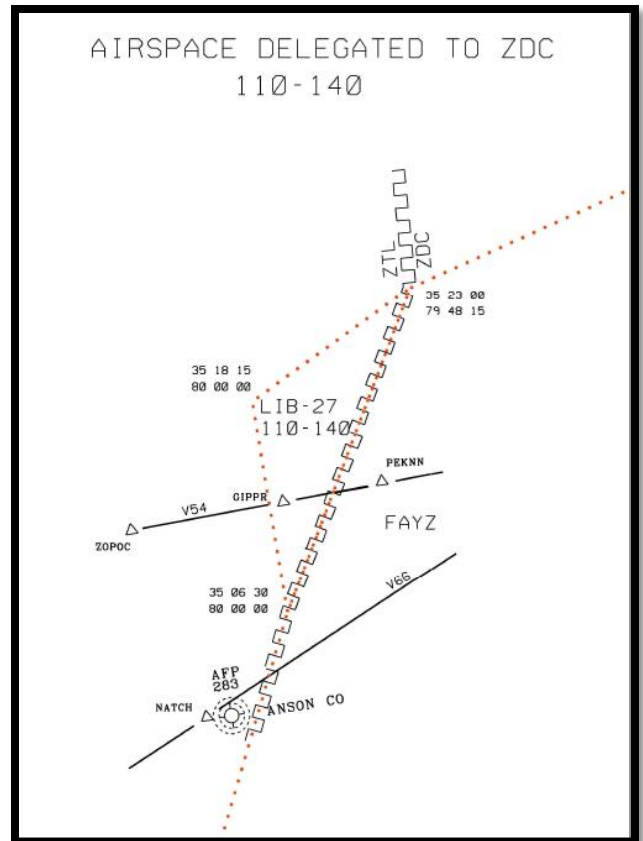 AIRSPACE DELEGATED TO ZDC
110-140
ZTL
ZDC
35 23 00
79 48 15
35 18 15
80 00 00
LIB-27
110-140
PEKNN
GIPPR
V54
ZOPOC
FAYZ
35 06 30
80 00 00
V66
AFP
283
NATCH
ANSON CO